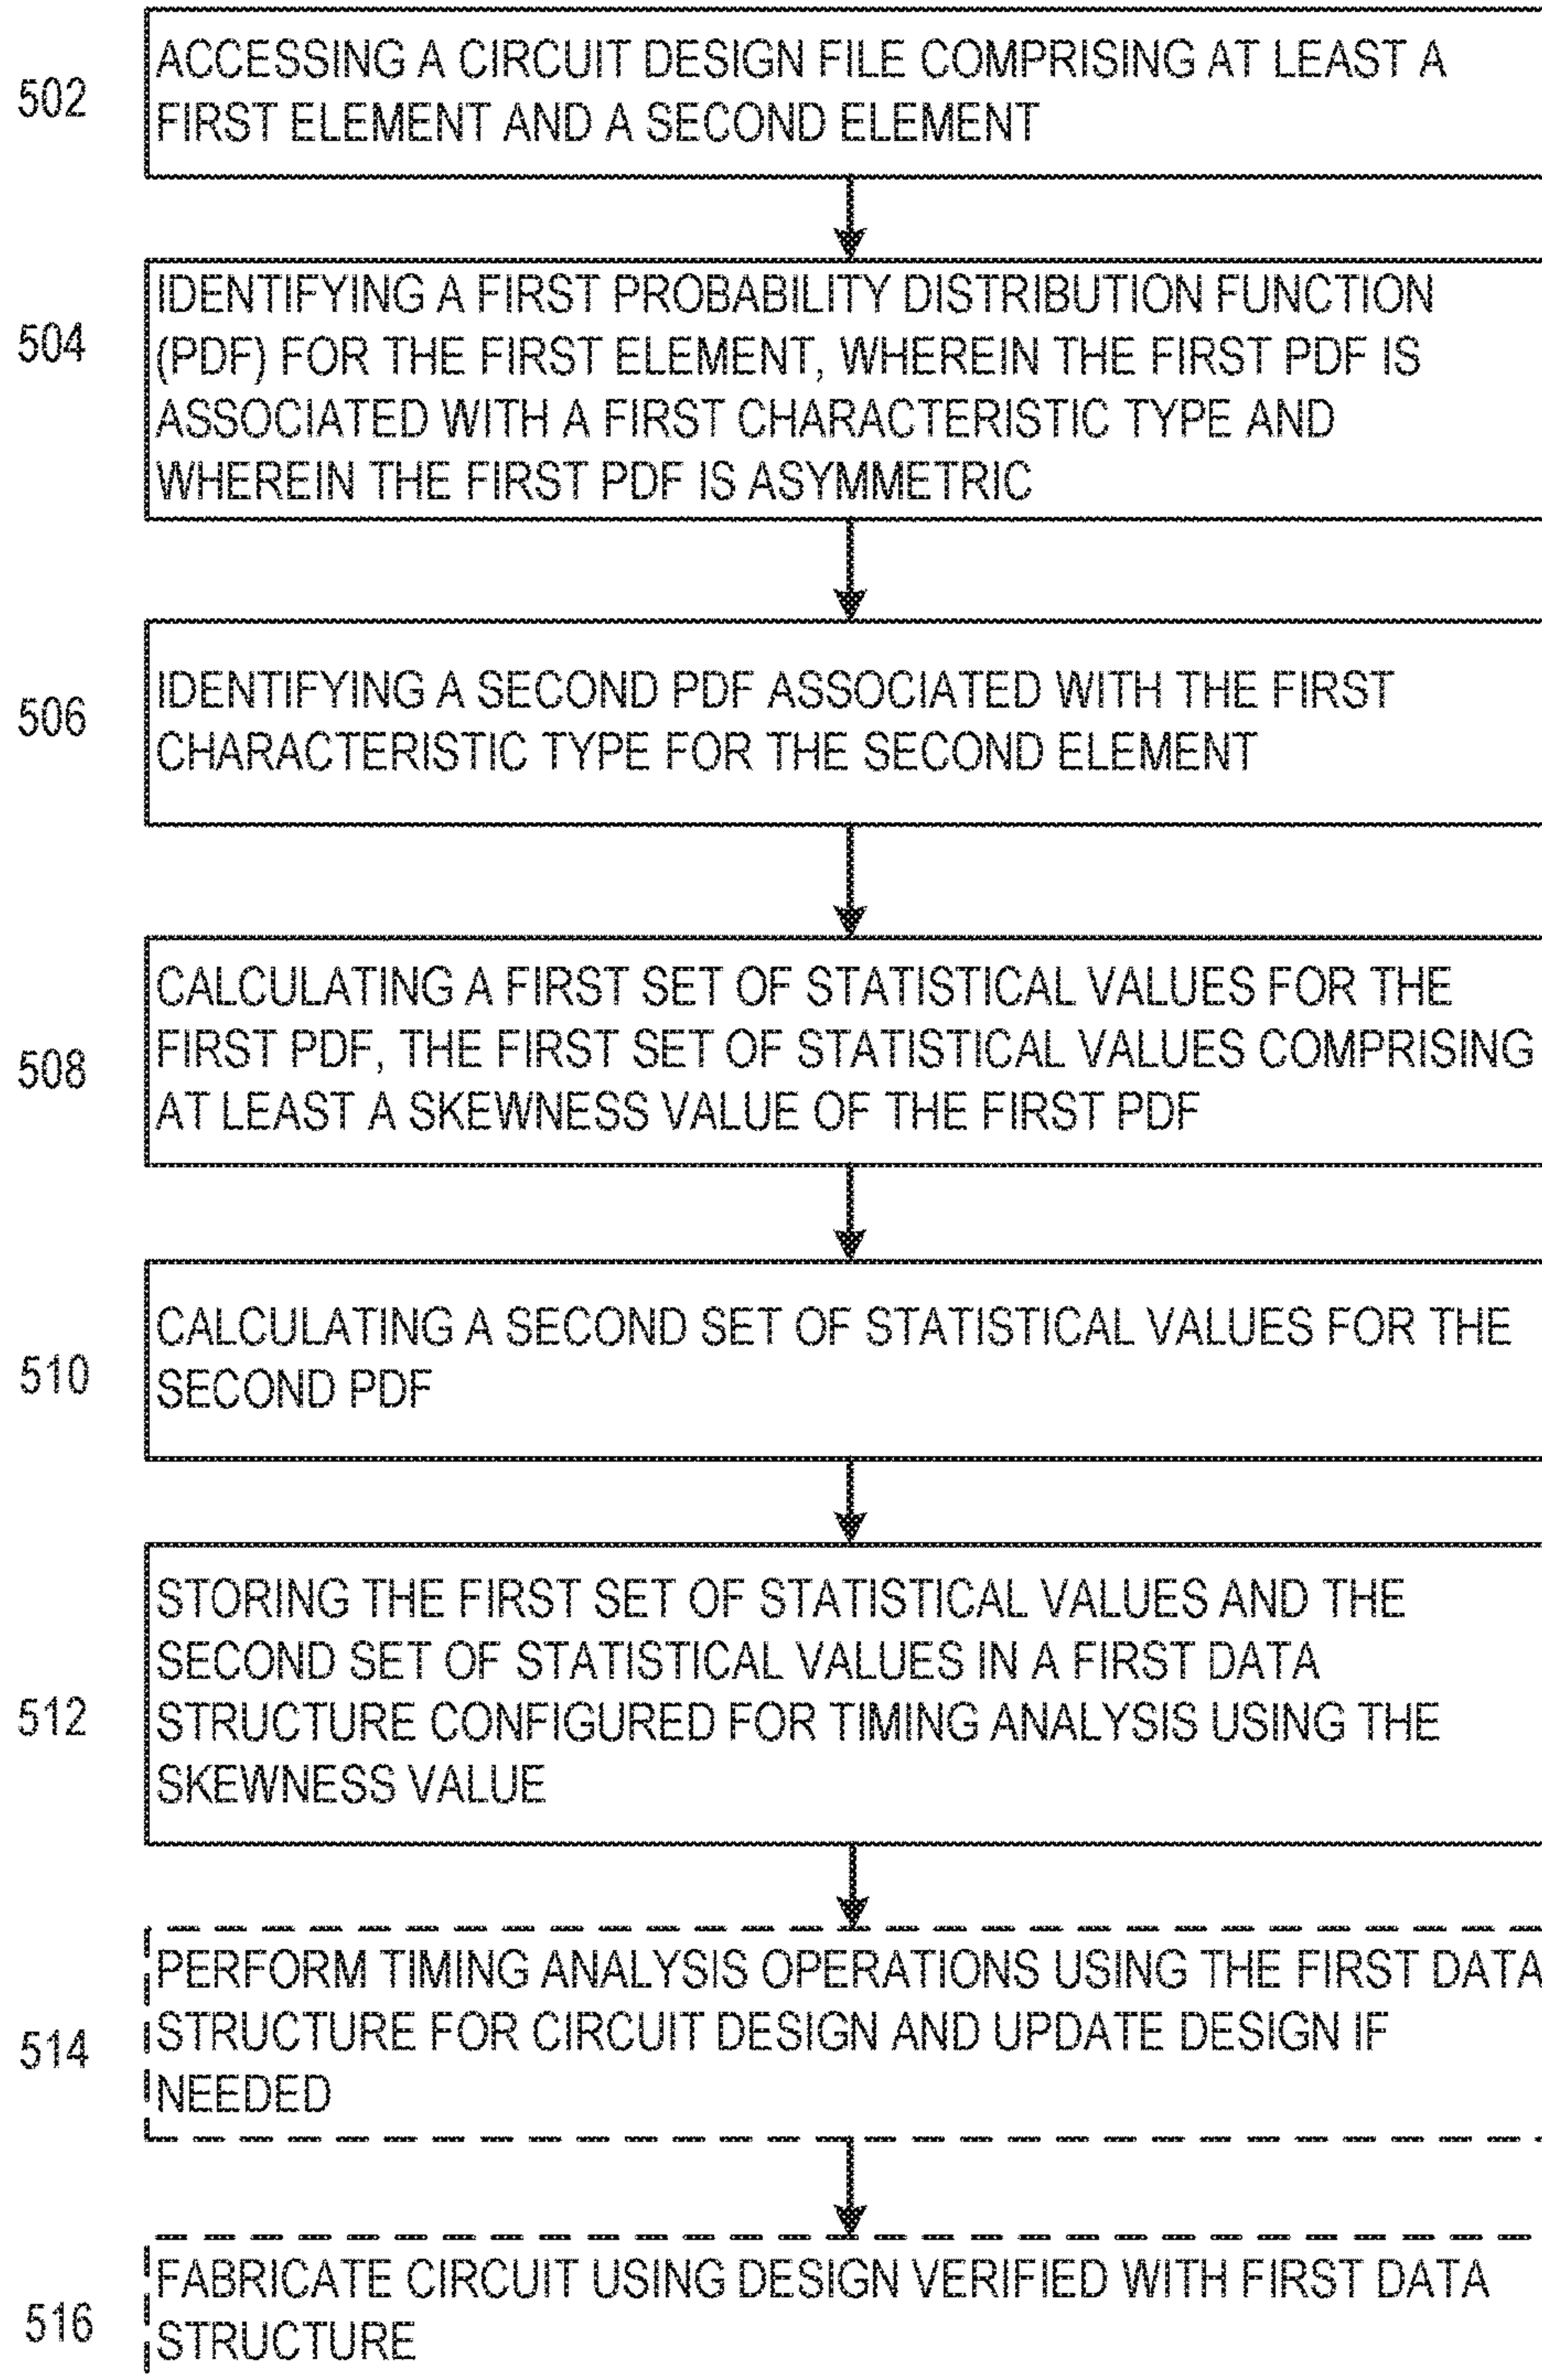 502
ACCESSING A CIRCUIT DESIGN FILE COMPRISING AT LEAST A
FIRST ELEMENT AND A SECOND ELEMENT
504
IDENTIFYING A FIRST PROBABILITY DISTRIBUTION FUNCTION
(PDF) FOR THE FIRST ELEMENT, WHEREIN THE FIRST PDF IS
ASSOCIATED WITH A FIRST CHARACTERISTIC TYPE AND
WHEREIN THE FIRST PDF IS ASYMMETRIC
506
IDENTIFYING A SECOND PDF ASSOCIATED WITH THE FIRST
CHARACTERISTIC TYPE FOR THE SECOND ELEMENT
508
CALCULATING A FIRST SET OF STATISTICAL VALUES FOR THE
FIRST PDF, THE FIRST SET OF STATISTICAL VALUES COMPRISING
AT LEAST A SKEWNESS VALUE OF THE FIRST PDF
510
CALCULATING A SECOND SET OF STATISTICAL VALUES FOR THE
SECOND PDF
512
STORING THE FIRST SET OF STATISTICAL VALUES AND THE
SECOND SET OF STATISTICAL VALUES IN A FIRST DATA
STRUCTURE CONFIGURED FOR TIMING ANALYSIS USING THE
SKEWNESS VALUE
514
PERFORM TIMING ANALYSIS OPERATIONS USING THE FIRST DATA
STRUCTURE FOR CIRCUIT DESIGN AND UPDATE DESIGN IF
NEEDED
516
FABRICATE CIRCUIT USING DESIGN VERIFIED WITH FIRST DATA
STRUCTURE